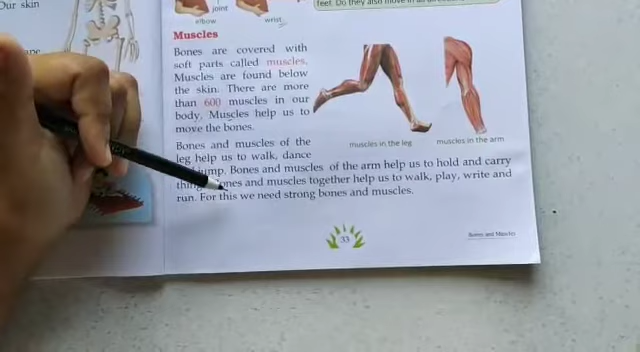 Our skin
joint
elbow
wrist
feet. Do they also move in all
Muscles
Bones are covered with
soft parts called muscles.
Muscles are found below
the skin. There are more
than 600 muscles in our
body. Muscles help us to
move the bones.
muscles in the leg
muscles in the arm
Bones and muscles of the
leg help us to walk, dance
jump. Bones and muscles of the arm help us to hold and carry
and muscles together help us to walk, play, write and
run. For this we need strong bones and muscles.
33
Bones and Muscles